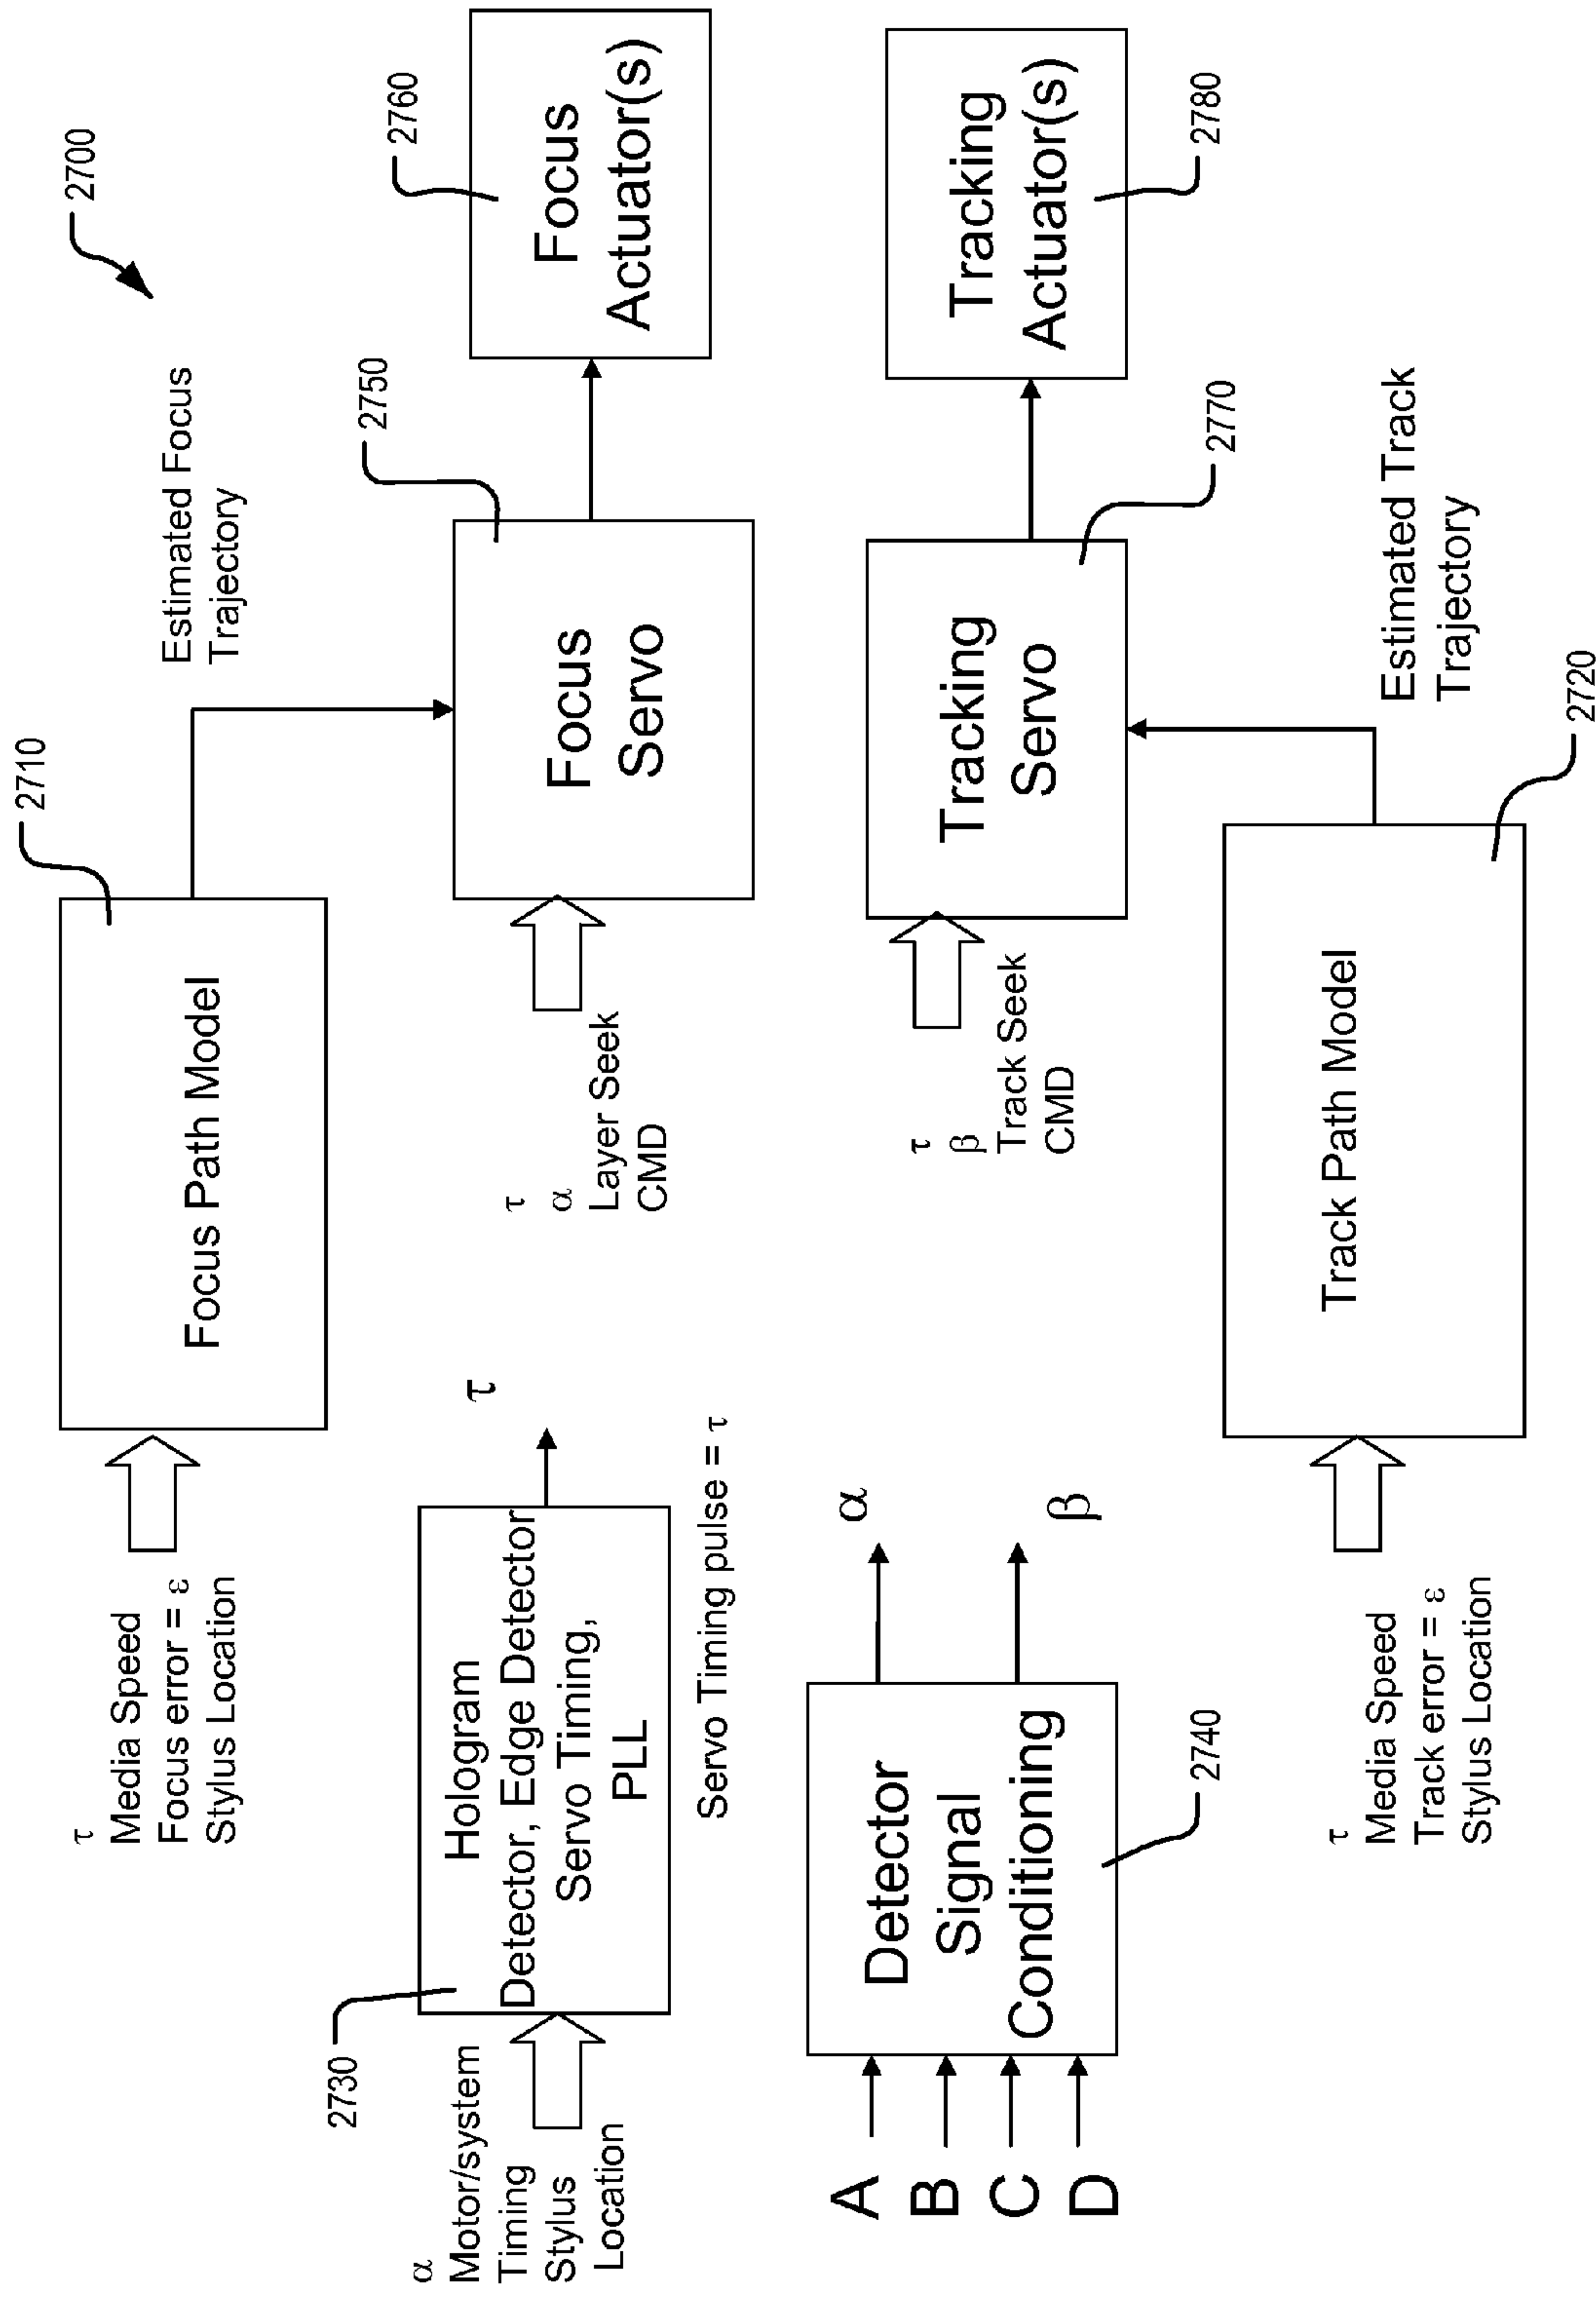 2700
2710
τ
Media Speed
Focus error = ε
Stylus Location
Focus Path Model
Estimated Focus
Trajectory
2730
α
Motor/system
Timing
Stylus
Location
Hologram
Detector, Edge Detector
Servo Timing,
PLL
τ
Servo Timing pulse = τ
τ
α
Layer Seek
CMD
2750
Focus
Servo
2760
Focus
Actuator(s)
A
B
C
D
Detector
Signal
Conditioning
2740
α
β
τ
β
Track Seek
CMD
Tracking
Servo
2770
Tracking
Actuator(s)
2780
τ
Media Speed
Track error = ε
Stylus Location
Track Path Model
2720
Estimated Track
Trajectory